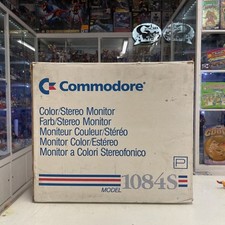 Commodore®
Color/Stereo Monitor
Farb/Stereo Monitor
Moniteur Couleur/Stéréo
Monitor Color/Estéreo
Monitor a Colori Stereofonico
P
MODEL 1084S